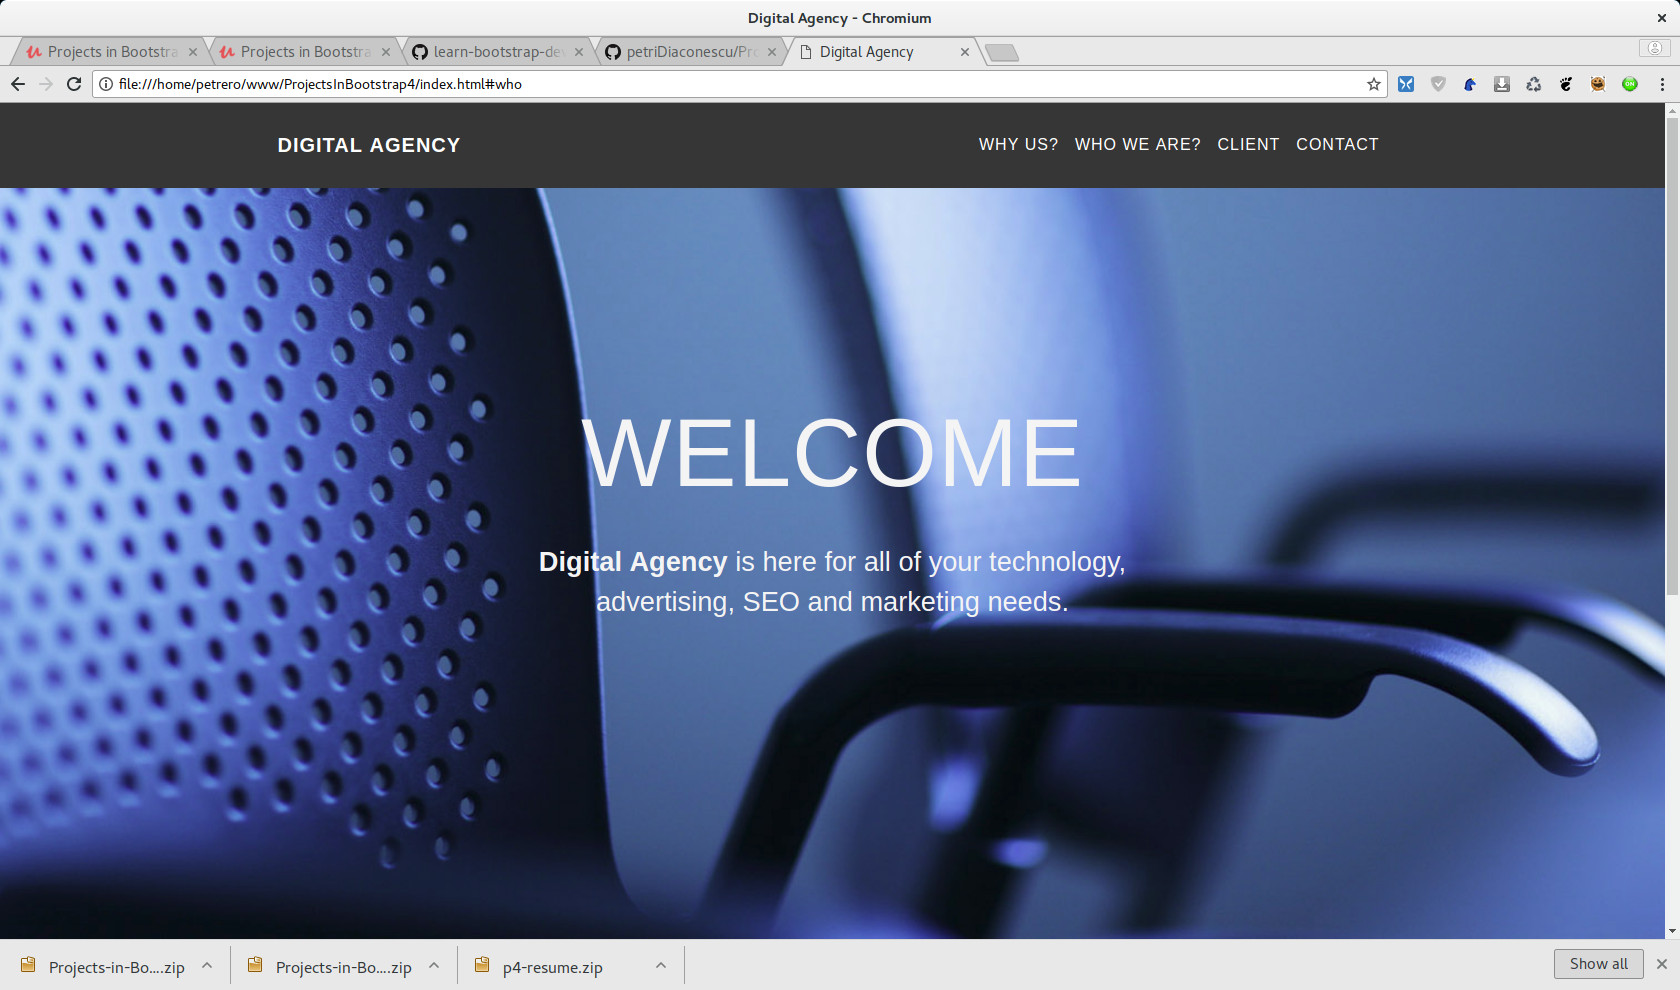 Digital Agency - Chromium
Projects in Bootstra
Projects in Bootstra
learn-bootstrap-de
petriDiaconescu/Pro
Digital Agency
file:///home/petrero/www/ProjectsInBootstrap4/index.html#who
DIGITAL AGENCY
WHY US? WHO WE ARE? CLIENT CONTACT
WELCOME
Digital Agency is here for all of your technology,
advertising, SEO and marketing needs.
Projects-in-Bo....zip
Projects-in-Bo....zip
p4-resume.zip
Show all